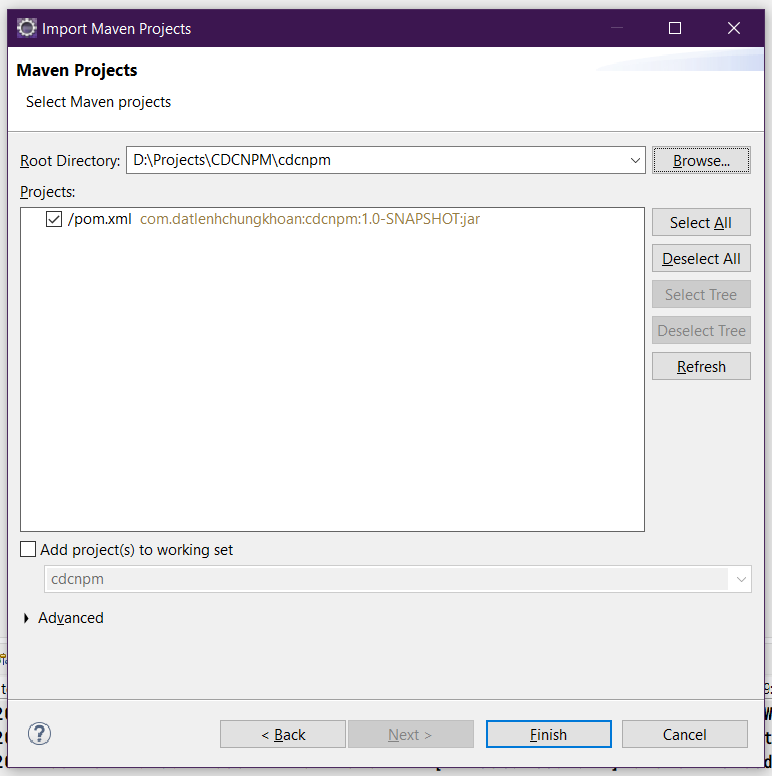 Import Maven Projects
Maven Projects
Select Maven projects
Root Directory: D:\Projects\CDCNPM\cdcnpm Browse...
Projects:
/pom.xml com.datlenhchungkhoan:cdcnpm:1.0-SNAPSHOT:jar
Select All
Deselect All
Select Tree
Deselect Tree
Refresh
Add project(s) to working set
cdcnpm
Advanced
< Back Next > Finish Cancel